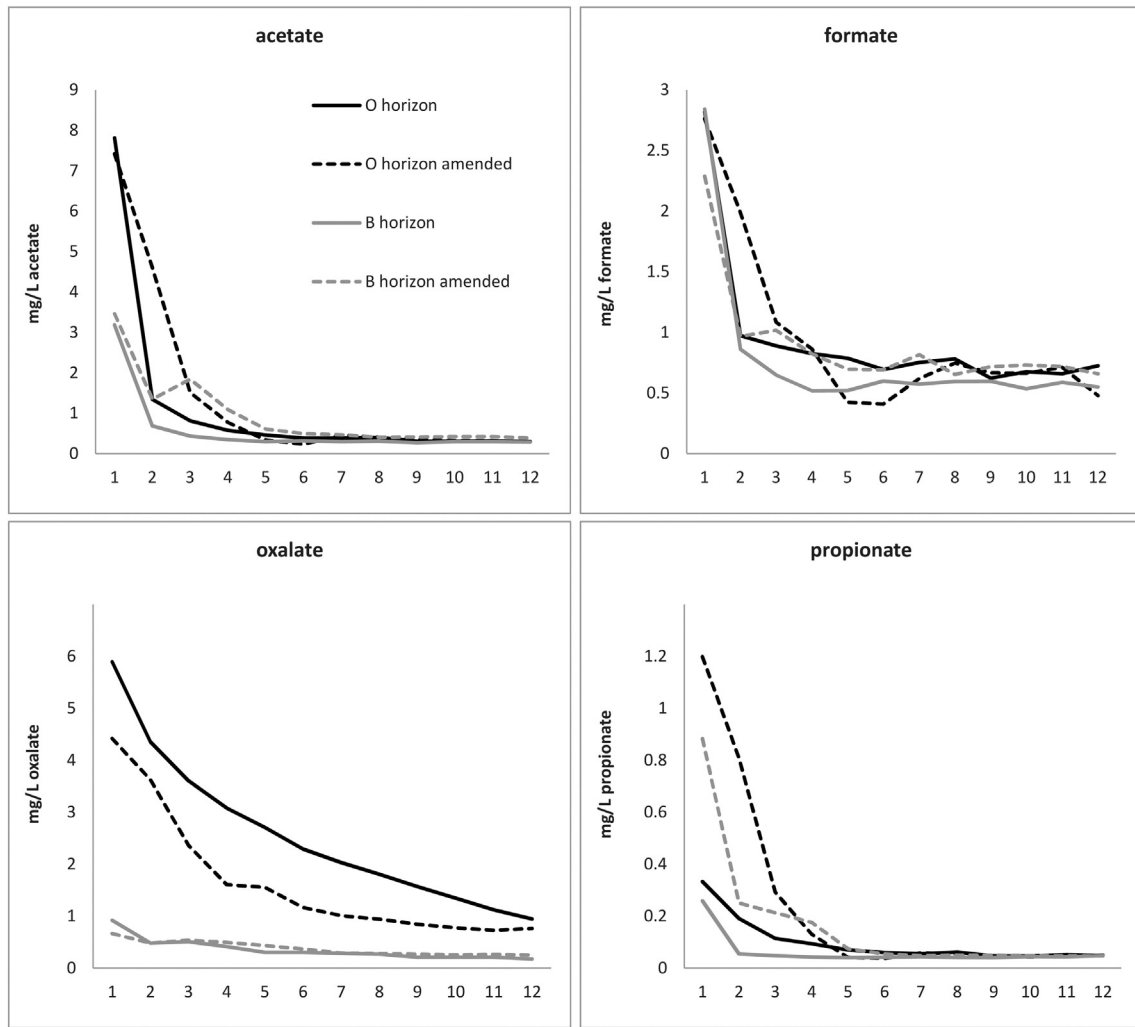 acetate
9
8
7
6
5
4
3
2
1
0
mg/L acetate
O horizon
O horizon amended
B horizon
B horizon amended
1 2 3 4 5 6 7 8 9 10 11 12
formate
3
2.5
2
1.5
1
0.5
0
mg/L formate
1 2 3 4 5 6 7 8 9 10 11 12
oxalate
6
5
4
3
2
1
0
mg/L oxalate
1 2 3 4 5 6 7 8 9 10 11 12
propionate
1.2
1
0.8
0.6
0.4
0.2
0
mg/L propionate
1 2 3 4 5 6 7 8 9 10 11 12